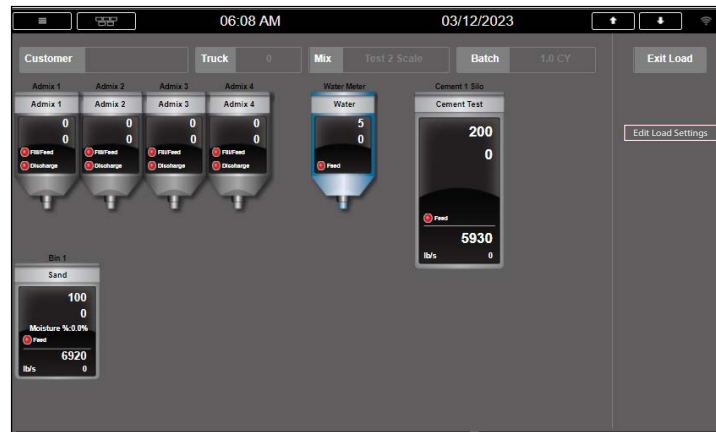 06:08 AM 03/12/2023
Customer Truck 0 Mix Test 2 Scale Batch 1.0 CY Exit Load
Admix 1 Admix 2 Admix 3 Admix 4 Water Meter Cement 1 Silo
Admix 1 Admix 2 Admix 3 Admix 4 Water Cement Test
0 0 0 0 5 200
0 0 0 0 0 0
Edit Load Settings
Fill/Feed Fill/Feed Fill/Feed Fill/Feed
Discharge Discharge Discharge Discharge Feed
Feed
5930
lb/s 0
Bin 1
Sand
100
0
Moisture %:0.0%
Feed
6920
lb/s 0